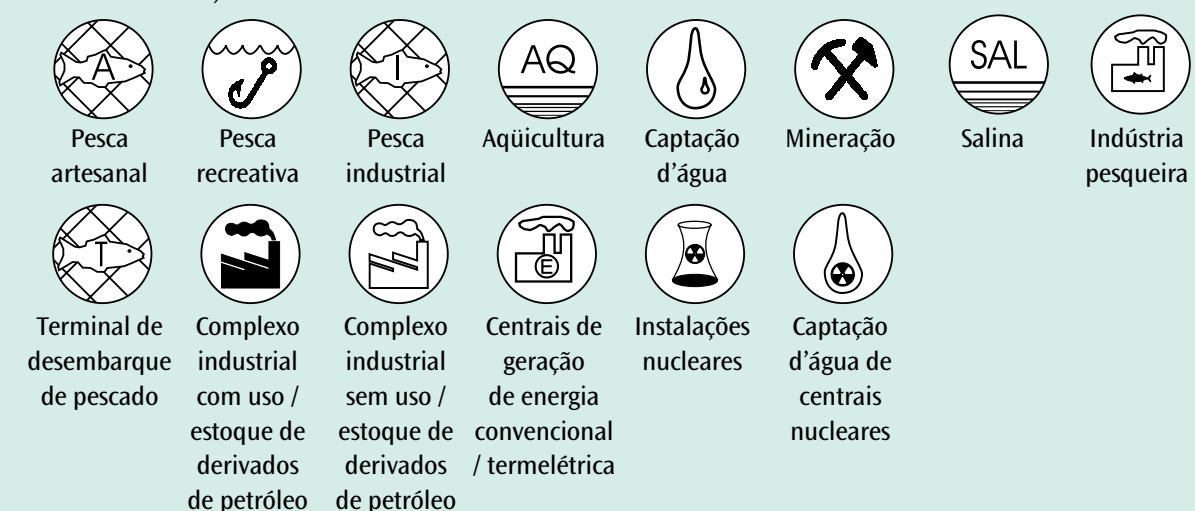 A
I
AQ
SAL
Pesca
artesanal
Pesca
recreativa
Pesca
industrial
Aqüicultura
Captação
d'água
Mineração
Salina
Indústria
pesqueira
T
E
Terminal de
desembarque
de pescado
Complexo
industrial
com uso /
estoque de
derivados
de petróleo
Complexo
industrial
sem uso /
estoque de
derivados
de petróleo
Centrais de
geração
de energia
convencional
/ termelétrica
Instalações
nucleares
Captação
d'água de
centrais
nucleares